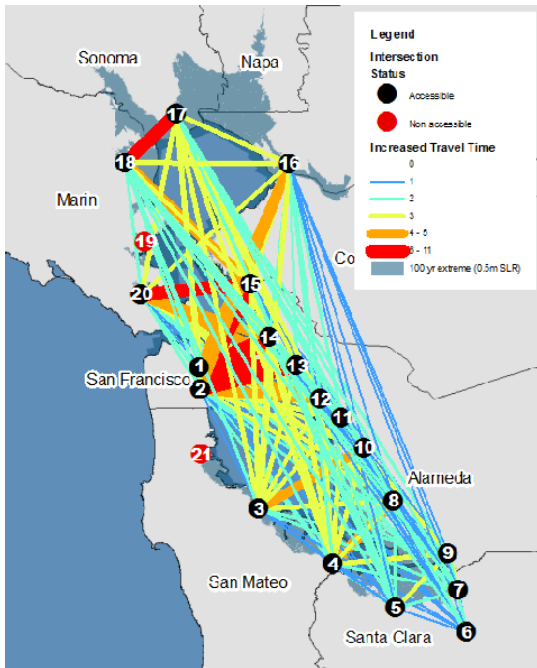 Sonoma
Napa
Legend
Intersection
Status
Accessible
Non accessible
Increased Travel Time
0
1
2
3
4 - 5
6 - 11
100 yr extreme (0.5m SLR)
17
18
16
Marin
19
Co
20
15
14
1
13
San Francisco
2
12
11
10
21
Alameda
8
3
9
4
7
San Mateo
5
6
Santa Clara